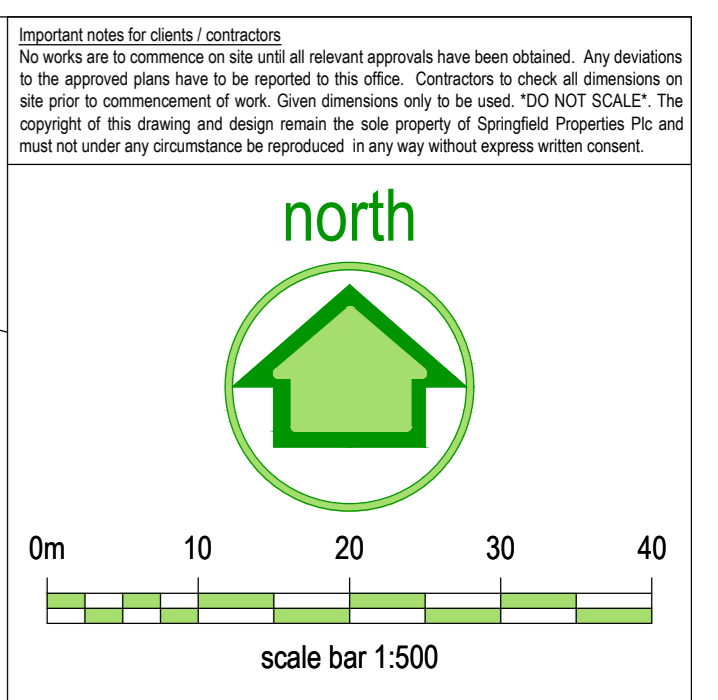 Important notes for clients / contractors
No works are to commence on site until all relevant approvals have been obtained. Any deviations
to the approved plans have to be reported to this office. Contractors to check all dimensions on
site prior to commencement of work. Given dimensions only to be used. *DO NOT SCALE*. The
copyright of this drawing and design remain the sole property of Springfield Properties Plc and
must not under any circumstance be reproduced in any way without express written consent.
north
0m 10 20 30 40
scale bar 1:500